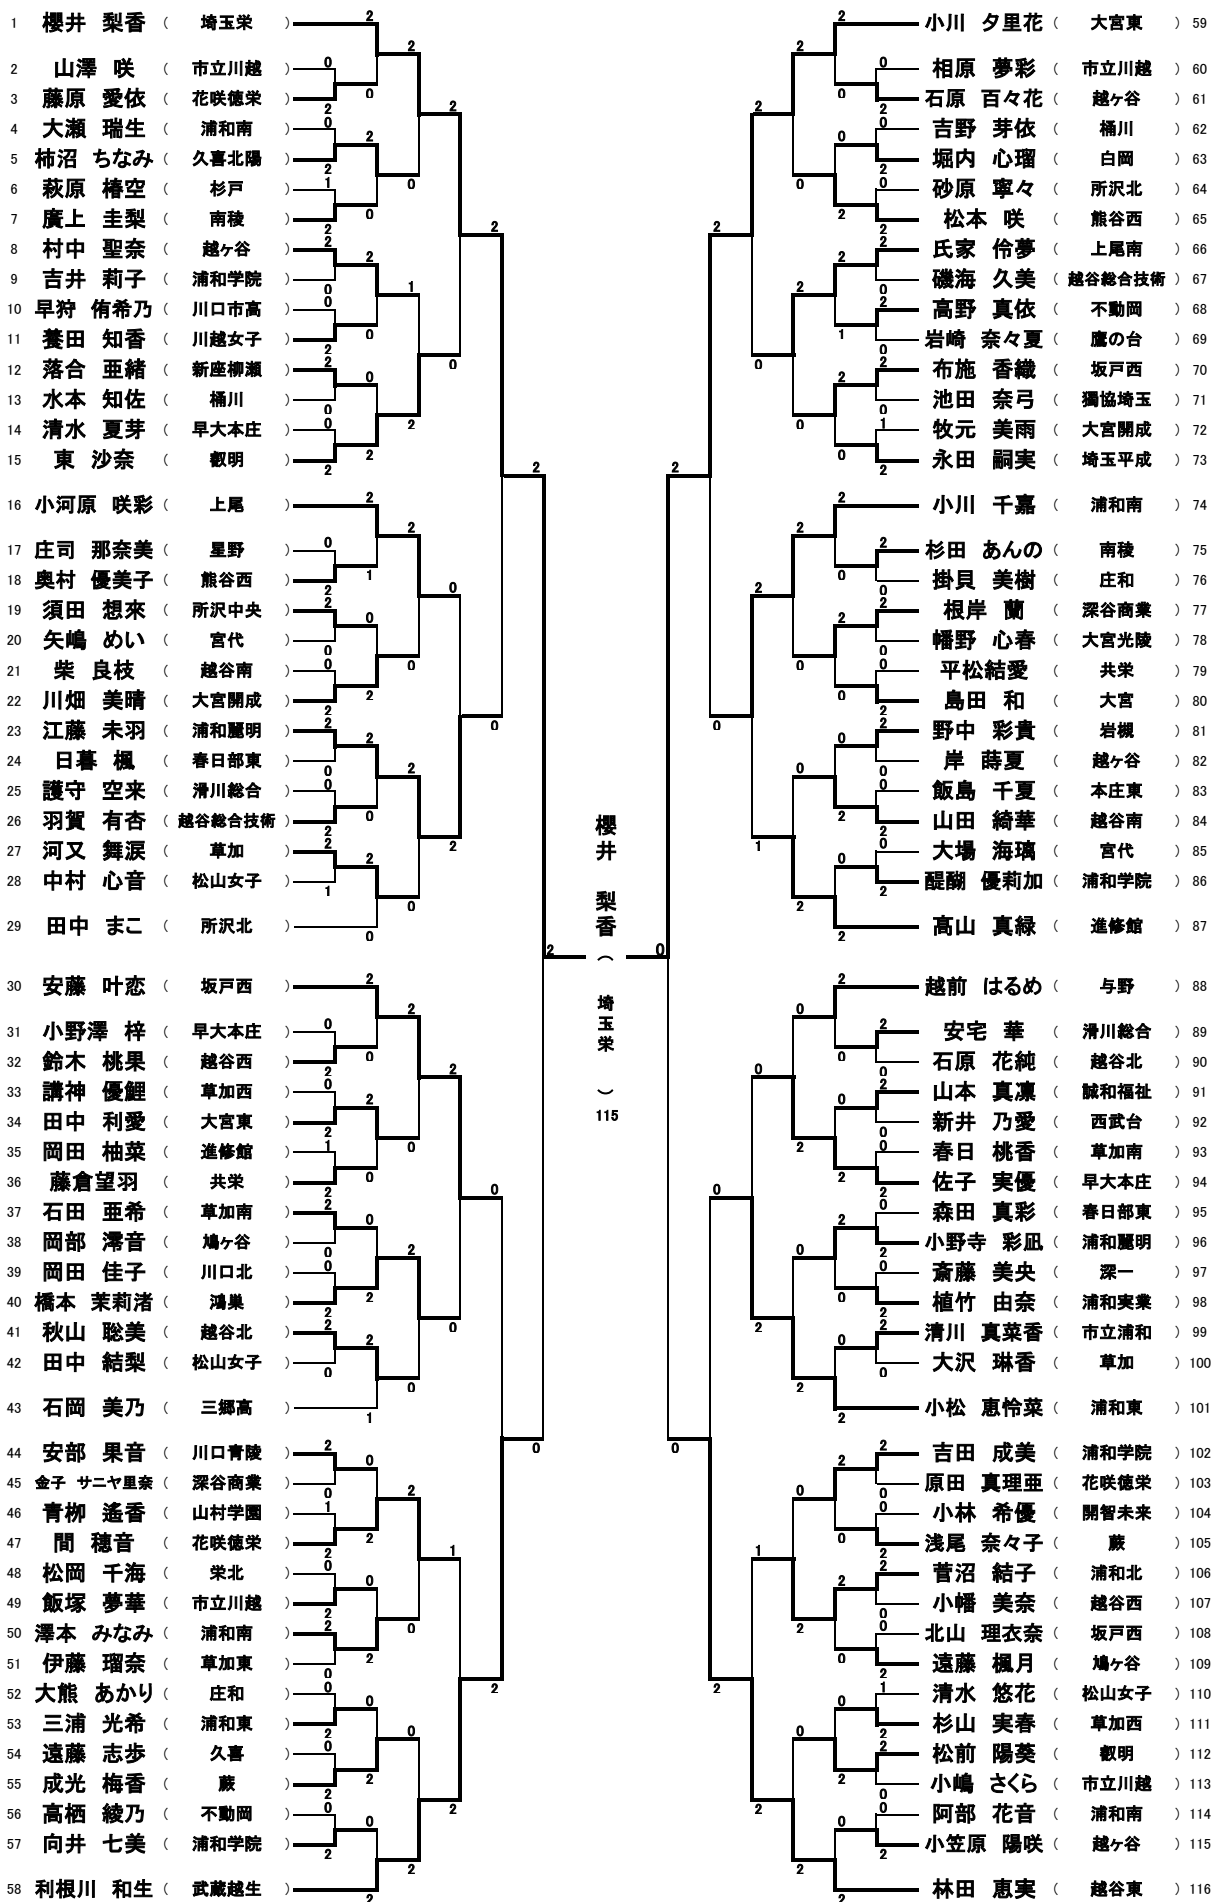 1 櫻井 梨香 （ 埼玉栄 ）
2 山澤 咲 （ 市立川越 ）
3 藤原 愛依 （ 花咲徳栄 ）
4 大瀬 瑞生 （ 浦和南 ）
5 柿沼 ちなみ （ 久喜北陽 ）
6 萩原 椿空 （ 杉戸 ）
7 廣上 圭梨 （ 南稜 ）
8 村中 聖奈 （ 越ヶ谷 ）
9 吉井 莉子 （ 浦和学院 ）
10 早狩 侑希乃 （ 川口市高 ）
11 養田 知香 （ 川越女子 ）
12 落合 亜緒 （ 新座柳瀬 ）
13 水本 知佐 （ 桶川 ）
14 清水 夏芽 （ 早大本庄 ）
15 東 沙奈 （ 叡明 ）
16 小河原 咲彩 （ 上尾 ）
17 庄司 那奈美 （ 星野 ）
18 奥村 優美子 （ 熊谷西 ）
19 須田 想來 （ 所沢中央 ）
20 矢嶋 めい （ 宮代 ）
21 柴 良枝 （ 越谷南 ）
22 川畑 美晴 （ 大宮開成 ）
23 江藤 未羽 （ 浦和麗明 ）
24 日暮 楓 （ 春日部東 ）
25 護守 空来 （ 滑川総合 ）
26 羽賀 有杏 （ 越谷総合技術 ）
27 河又 舞涙 （ 草加 ）
28 中村 心音 （ 松山女子 ）
29 田中 まこ （ 所沢北 ）
30 安藤 叶恋 （ 坂戸西 ）
31 小野澤 梓 （ 早大本庄 ）
32 鈴木 桃果 （ 越谷西 ）
33 講神 優鯉 （ 草加西 ）
34 田中 利愛 （ 大宮東 ）
35 岡田 柚菜 （ 進修館 ）
36 藤倉望羽 （ 共栄 ）
37 石田 亜希 （ 草加南 ）
38 岡部 澪音 （ 鳩ヶ谷 ）
39 岡田 佳子 （ 川口北 ）
40 橋本 茉莉渚 （ 鴻巣 ）
41 秋山 聡美 （ 越谷北 ）
42 田中 結梨 （ 松山女子 ）
43 石岡 美乃 （ 三郷高 ）
44 安部 果音 （ 川口青陵 ）
45 金子 サニヤ里奈 （ 深谷商業 ）
46 青栁 遙香 （ 山村学園 ）
47 間 穂音 （ 花咲徳栄 ）
48 松岡 千海 （ 栄北 ）
49 飯塚 夢華 （ 市立川越 ）
50 澤本 みなみ （ 浦和南 ）
51 伊藤 瑠奈 （ 草加東 ）
52 大熊 あかり （ 庄和 ）
53 三浦 光希 （ 浦和東 ）
54 遠藤 志歩 （ 久喜 ）
55 成光 梅香 （ 蕨 ）
56 高栖 綾乃 （ 不動岡 ）
57 向井 七美 （ 浦和学院 ）
58 利根川 和生 （ 武蔵越生 ）
櫻井 梨香 （ 埼玉栄 ） 115
小川 夕里花 （ 大宮東 ） 59
相原 夢彩 （ 市立川越 ） 60
石原 百々花 （ 越ヶ谷 ） 61
吉野 芽依 （ 桶川 ） 62
堀内 心瑠 （ 白岡 ） 63
砂原 寧々 （ 所沢北 ） 64
松本 咲 （ 熊谷西 ） 65
氏家 伶夢 （ 上尾南 ） 66
磯海 久美 （ 越谷総合技術 ） 67
高野 真依 （ 不動岡 ） 68
岩崎 奈々夏 （ 鷹の台 ） 69
布施 香織 （ 坂戸西 ） 70
池田 奈弓 （ 獨協埼玉 ） 71
牧元 美雨 （ 大宮開成 ） 72
永田 嗣実 （ 埼玉平成 ） 73
小川 千嘉 （ 浦和南 ） 74
杉田 あんの （ 南稜 ） 75
掛貝 美樹 （ 庄和 ） 76
根岸 蘭 （ 深谷商業 ） 77
幡野 心春 （ 大宮光陵 ） 78
平松結愛 （ 共栄 ） 79
島田 和 （ 大宮 ） 80
野中 彩貴 （ 岩槻 ） 81
岸 蒔夏 （ 越ヶ谷 ） 82
飯島 千夏 （ 本庄東 ） 83
山田 綺華 （ 越谷南 ） 84
大場 海璃 （ 宮代 ） 85
醍醐 優莉加 （ 浦和学院 ） 86
髙山 真緑 （ 進修館 ） 87
越前 はるめ （ 与野 ） 88
安宅 華 （ 滑川総合 ） 89
石原 花純 （ 越谷北 ） 90
山本 真凜 （ 誠和福祉 ） 91
新井 乃愛 （ 西武台 ） 92
春日 桃香 （ 草加南 ） 93
佐子 実優 （ 早大本庄 ） 94
森田 真彩 （ 春日部東 ） 95
小野寺 彩凪 （ 浦和麗明 ） 96
斎藤 美央 （ 深一 ） 97
植竹 由奈 （ 浦和実業 ） 98
清川 真菜香 （ 市立浦和 ） 99
大沢 琳香 （ 草加 ） 100
小松 恵怜菜 （ 浦和東 ） 101
吉田 成美 （ 浦和学院 ） 102
原田 真理亜 （ 花咲徳栄 ） 103
小林 希優 （ 開智未来 ） 104
浅尾 奈々子 （ 蕨 ） 105
菅沼 結子 （ 浦和北 ） 106
小幡 美奈 （ 越谷西 ） 107
北山 理衣奈 （ 坂戸西 ） 108
遠藤 楓月 （ 鳩ヶ谷 ） 109
清水 悠花 （ 松山女子 ） 110
杉山 実春 （ 草加西 ） 111
松前 陽葵 （ 叡明 ） 112
小嶋 さくら （ 市立川越 ） 113
阿部 花音 （ 浦和南 ） 114
小笠原 陽咲 （ 越ヶ谷 ） 115
林田 恵実 （ 越谷東 ） 116